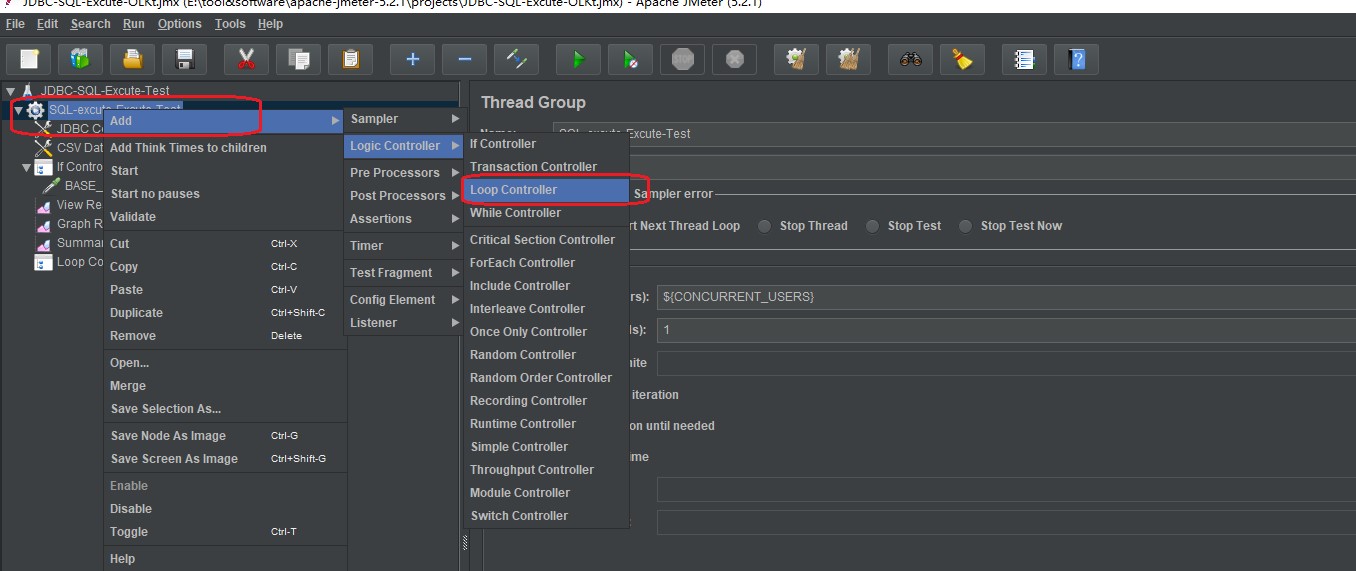 JDBC-SQL-Excute-OLKt.jmx (E:\tool&software\apache-jmeter-5.2.1\projects\JDBC-SQL-Excute-OLKt.jmx) - Apache JMeter (5.2.1)
File Edit Search Run Options Tools Help
STOP
JDBC-SQL-Excute-Test
SQL-excute-Excute-Test
JDBC Co
CSV Dat
If Contro
BASE_
View Re
Graph R
Summa
Loop Co
Add
Add Think Times to children
Start
Start no pauses
Validate
Cut Ctrl-X
Copy Ctrl-C
Paste Ctrl-V
Duplicate Ctrl+Shift-C
Remove Delete
Open...
Merge
Save Selection As...
Save Node As Image Ctrl-G
Save Screen As Image Ctrl+Shift-G
Enable
Disable
Toggle Ctrl-T
Help
Sampler
Logic Controller
Pre Processors
Post Processors
Assertions
Timer
Test Fragment
Config Element
Listener
If Controller
Transaction Controller
Loop Controller
While Controller
Critical Section Controller
ForEach Controller
Include Controller
Interleave Controller
Once Only Controller
Random Controller
Random Order Controller
Recording Controller
Runtime Controller
Simple Controller
Throughput Controller
Module Controller
Switch Controller
Thread Group
Name: SQL-excute-Excute-Test
Sampler error
rt Next Thread Loop Stop Thread Stop Test Stop Test Now
rs): ${CONCURRENT_USERS}
ds): 1
nite
iteration
on until needed
me